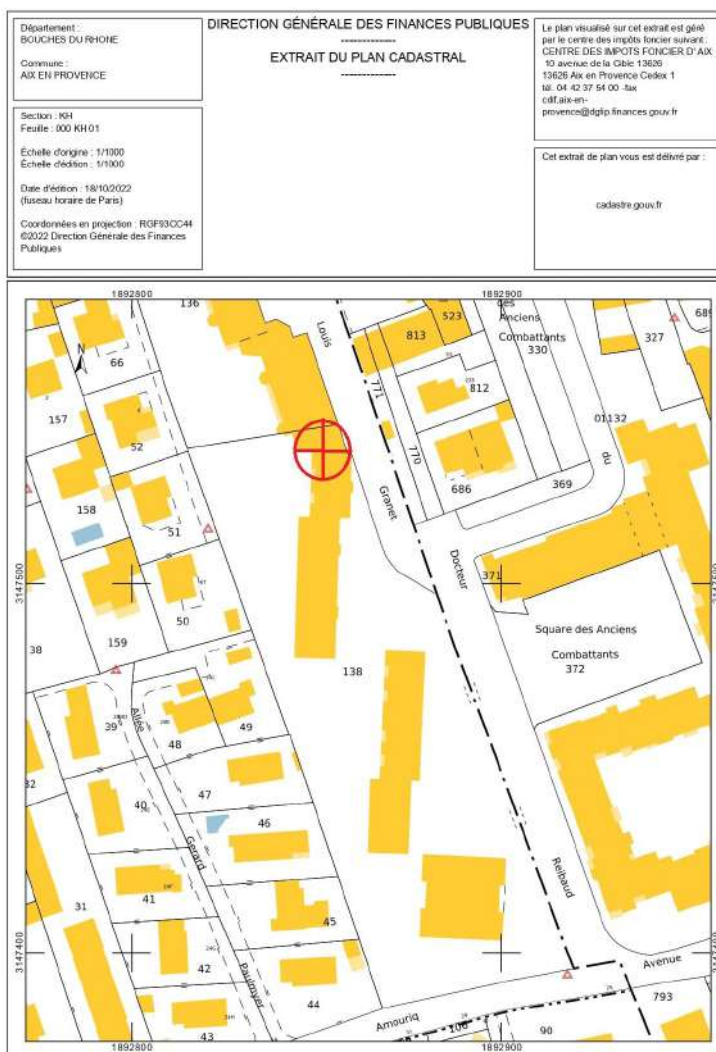 Département :
BOUCHES DU RHONE
Commune :
AIX EN PROVENCE
Section : KH
Feuille : 000 KH 01
Échelle d'origine : 1/1000
Échelle d'édition : 1/1000
Date d'édition : 18/10/2022
(fuseau horaire de Paris)
Coordonnées en projection : RGF93CC44
©2022 Direction Générale des Finances
Publiques
DIRECTION GÉNÉRALE DES FINANCES PUBLIQUES
-------------
EXTRAIT DU PLAN CADASTRAL
-------------
Le plan visualisé sur cet extrait est géré
par le centre des impôts foncier suivant :
CENTRE DES IMPOTS FONCIER D' AIX
10 avenue de la Cible 13626
13626 Aix en Provence Cedex 1
tél. 04 42 37 54 00 -fax
cdif.aix-en-
provence@dgfip.finances.gouv.fr
Cet extrait de plan vous est délivré par :
cadastre.gouv.fr
1892800
1892900
136
Louis
des
Anciens
Combattants
330
523
813
327
689
N
66
771
812
157
52
01132
du
770
686
369
158
51
Granet
Docteur
371
3147500
3147500
50
38
159
Square des Anciens
Combattants
372
138
39
Allée
48
49
32
47
40
46
Gerard
Reibaud
41
31
45
42
Paulmyer
3147400
3147400
44
Avenue
793
Amouriq
43
106
90
1892800
1892900